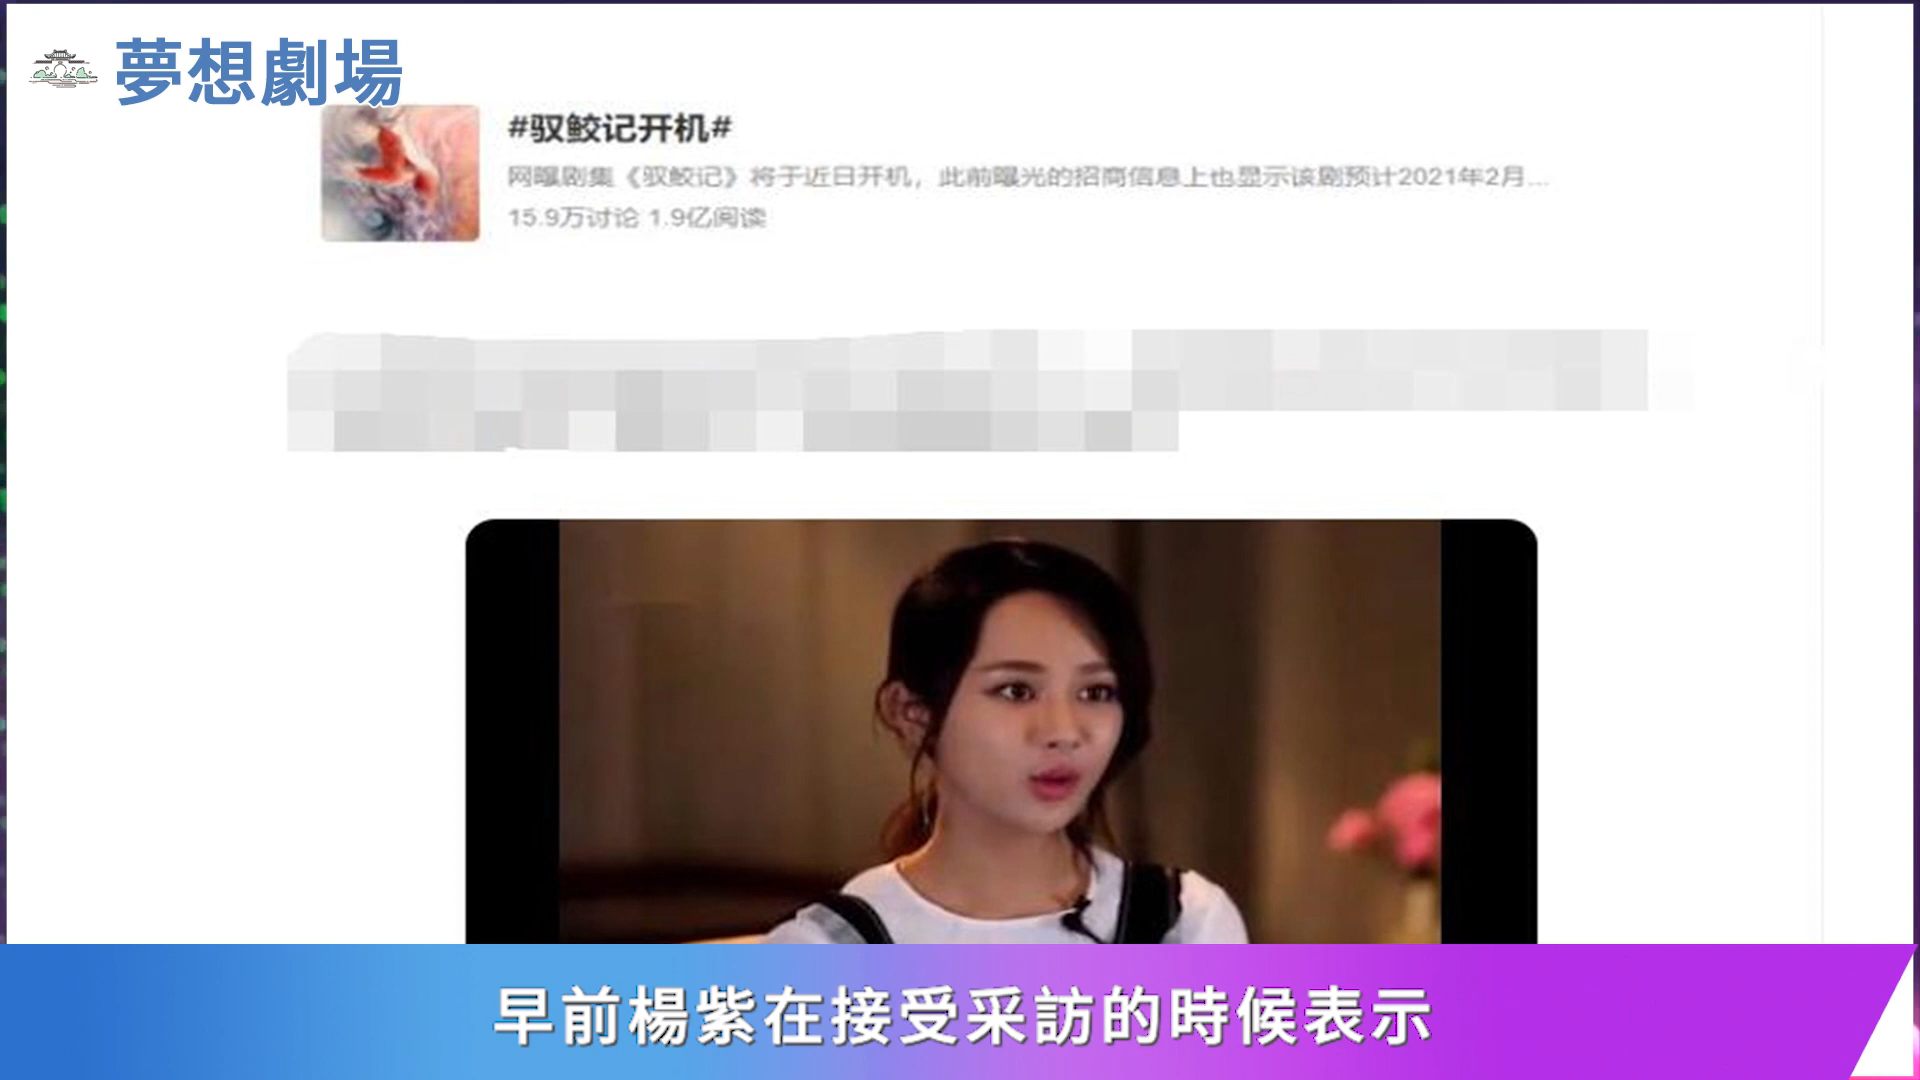 夢想劇場
#驭鲛记开机#
网曝剧集《驭鲛记》将于近日开机，此前曝光的招商信息上也显示该剧预计2021年2月...
15.9万讨论 1.9亿阅读
早前楊紫在接受采訪的時候表示